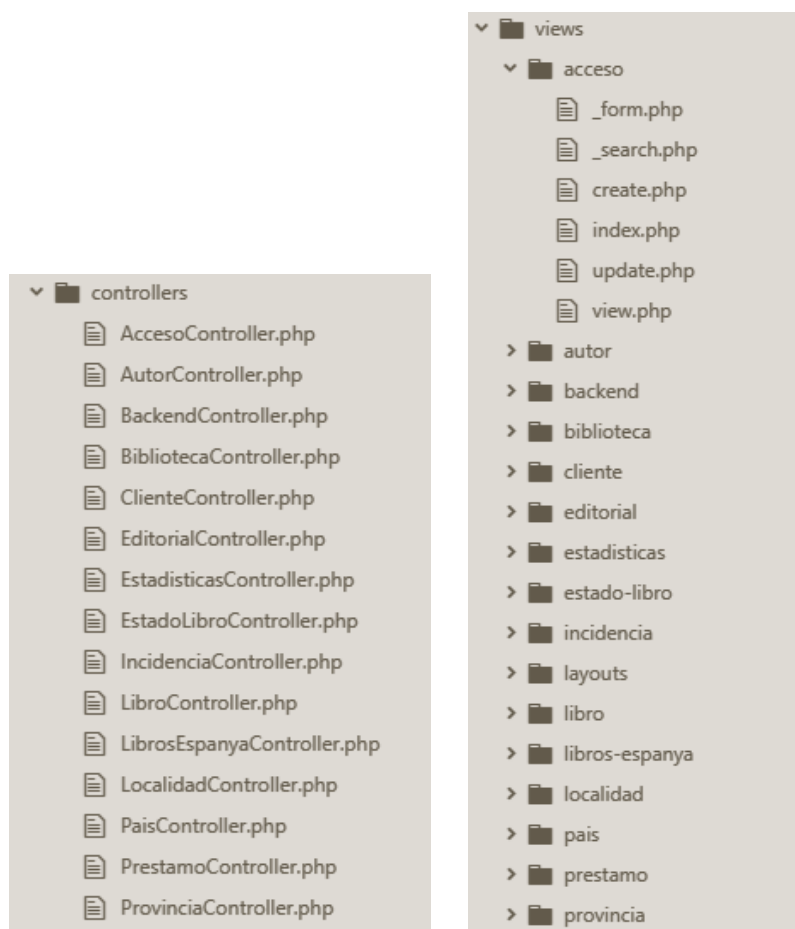 controllers
AccesoController.php
AutorController.php
BackendController.php
BibliotecaController.php
ClienteController.php
EditorialController.php
EstadisticasController.php
EstadoLibroController.php
IncidenciaController.php
LibroController.php
LibrosEspanyaController.php
LocalidadController.php
PaisController.php
PrestamoController.php
ProvinciaController.php
views
acceso
_form.php
_search.php
create.php
index.php
update.php
view.php
autor
backend
biblioteca
cliente
editorial
estadisticas
estado-libro
incidencia
layouts
libro
libros-espanya
localidad
pais
prestamo
provincia